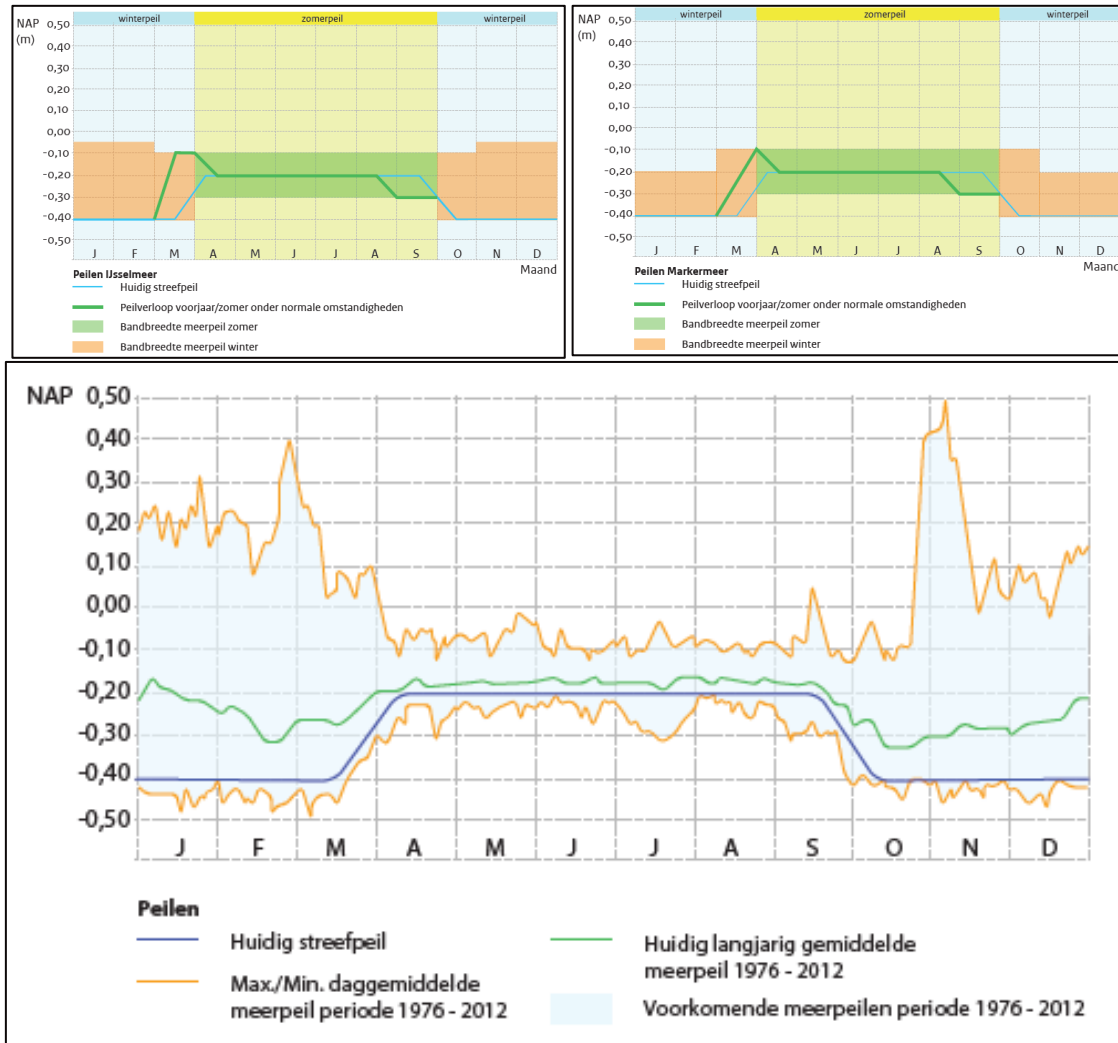 NAP
(m)
winterpeil zomerpeil winterpeil
0,50
0,40
0,30
0,20
0,10
0,00
-0,10
-0,20
-0,30
-0,40
-0,50
J F M A M J J A S O N D
Maand
Peilen IJsselmeer
Huidig streefpeil
Peilverloop voorjaar/zomer onder normale omstandigheden
Bandbreedte meerpeil zomer
Bandbreedte meerpeil winter
NAP
(m)
winterpeil zomerpeil winterpeil
0,50
0,40
0,30
0,20
0,10
0,00
-0,10
-0,20
-0,30
-0,40
-0,50
J F M A M J J A S O N D
Maand
Peilen Markermeer
Huidig streefpeil
Peilverloop voorjaar/zomer onder normale omstandigheden
Bandbreedte meerpeil zomer
Bandbreedte meerpeil winter
NAP 0,50
0,40
0,30
0,20
0,10
0,00
-0,10
-0,20
-0,30
-0,40
-0,50
J F M A M J J A S O N D
Peilen
Huidig streefpeil
Max./Min. daggemiddelde
meerpeil periode 1976 - 2012
Huidig langjarig gemiddelde
meerpeil 1976 - 2012
Voorkomende meerpeilen periode 1976 - 2012